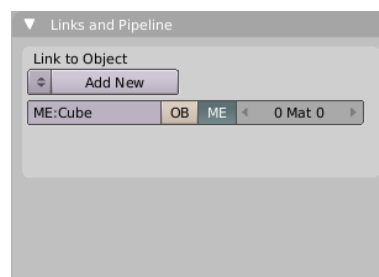 Links and Pipeline
Link to Object
Add New
ME:Cube OB ME 0 Mat 0